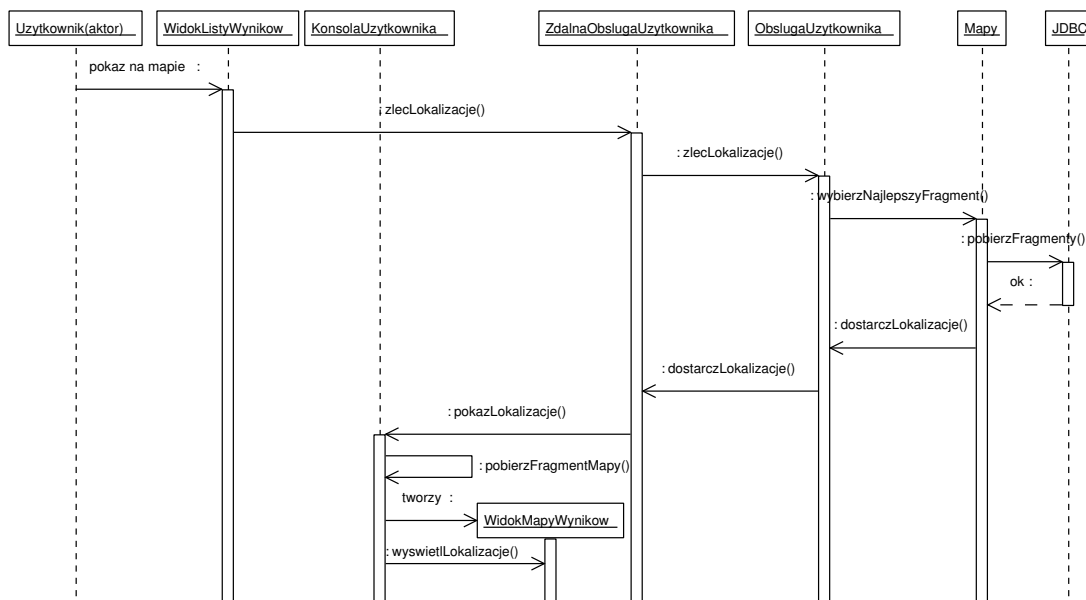 Uzytkownik(aktor)
WidokListyWynikow
KonsolaUzytkownika
ZdalnaObslugaUzytkownika
ObslugaUzytkownika
Mapy
JDBC
pokaz na mapie :
: zlecLokalizacje()
: zlecLokalizacje()
: wybierzNajlepszyFragment()
: pobierzFragmenty()
ok :
: dostarczLokalizacje()
: dostarczLokalizacje()
: pokazLokalizacje()
: pobierzFragmentMapy()
tworzy :
WidokMapyWynikow
: wyswietlLokalizacje()